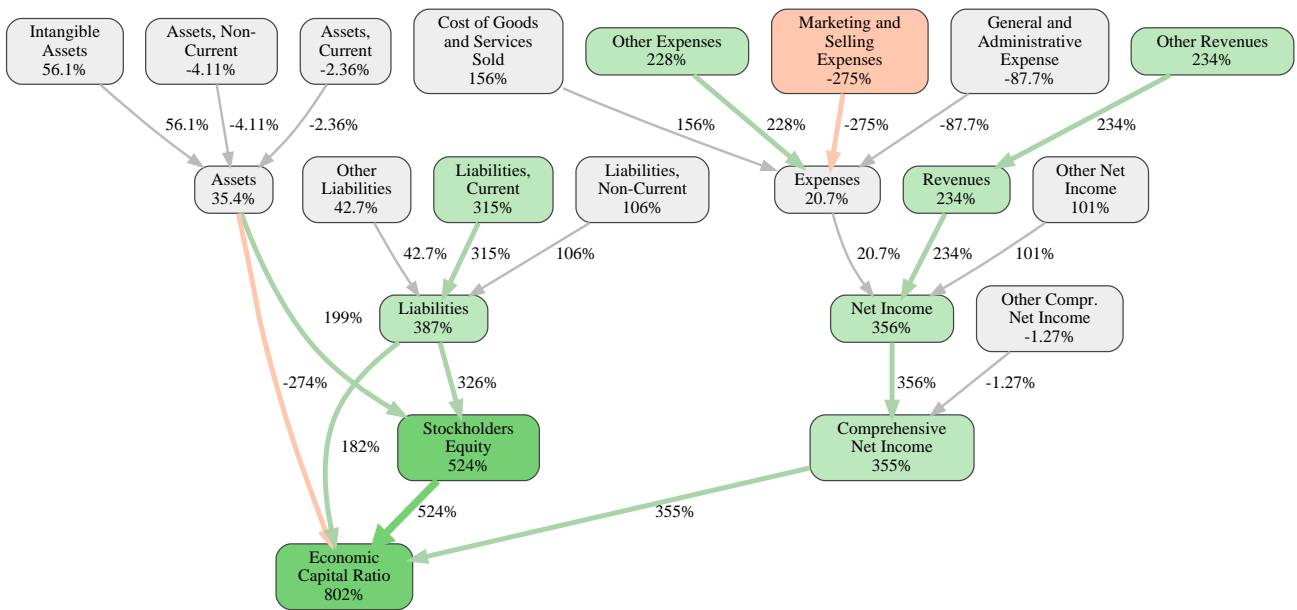 Intangible
Assets
56.1%
Assets, Non-
Current
-4.11%
Assets,
Current
-2.36%
Cost of Goods
and Services
Sold
156%
Other Expenses
228%
Marketing and
Selling
Expenses
-275%
General and
Administrative
Expense
-87.7%
Other Revenues
234%
56.1%
-4.11%
-2.36%
156%
228%
-275%
-87.7%
234%
Assets
35.4%
Other
Liabilities
42.7%
Liabilities,
Current
315%
Liabilities,
Non-Current
106%
Expenses
20.7%
Revenues
234%
Other Net
Income
101%
42.7%
315%
106%
20.7%
234%
101%
199%
Liabilities
387%
Net Income
356%
Other Compr.
Net Income
-1.27%
-274%
326%
356%
-1.27%
182%
Stockholders
Equity
524%
Comprehensive
Net Income
355%
524%
355%
Economic
Capital Ratio
802%